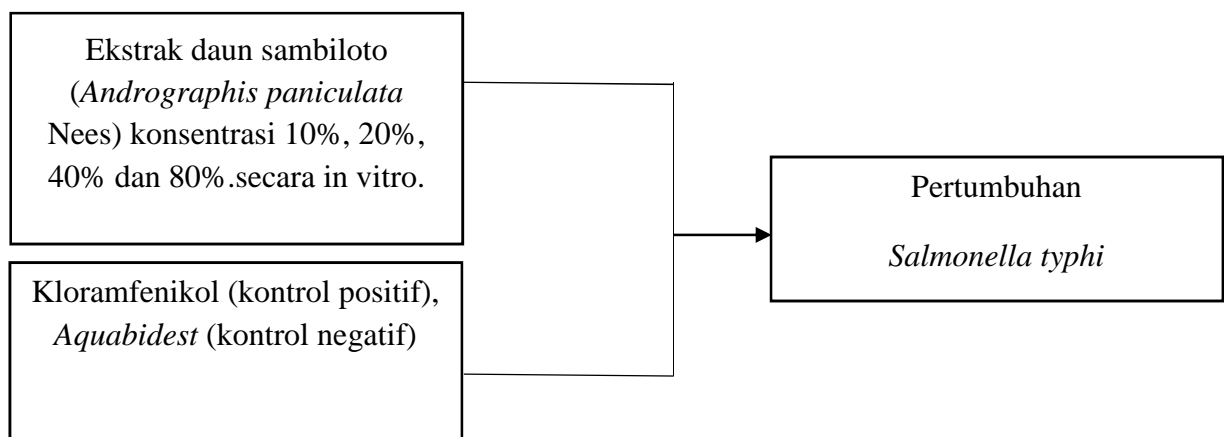 Ekstrak daun sambiloto
(Andrographis paniculata
Nees) konsentrasi 10%, 20%,
40% dan 80%.secara in vitro.
Kloramfenikol (kontrol positif),
Aquabidest (kontrol negatif)
Pertumbuhan
Salmonella typhi